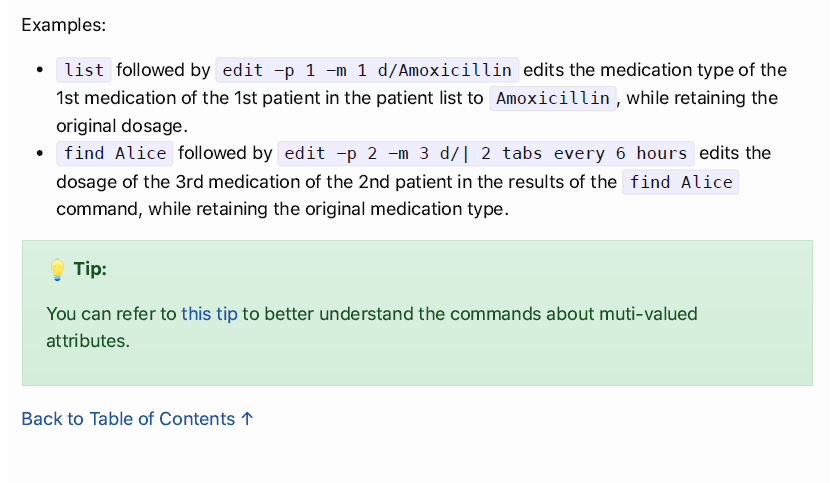 Examples:
• list followed by edit –p 1 –m 1 d/Amoxicillin edits the medication type of the
1st medication of the 1st patient in the patient list to Amoxicillin, while retaining the
original dosage.
• find Alice followed by edit –p 2 –m 3 d/| 2 tabs every 6 hours edits the
dosage of the 3rd medication of the 2nd patient in the results of the find Alice
command, while retaining the original medication type.
💡 Tip:
You can refer to this tip to better understand the commands about muti-valued
attributes.
Back to Table of Contents ↑